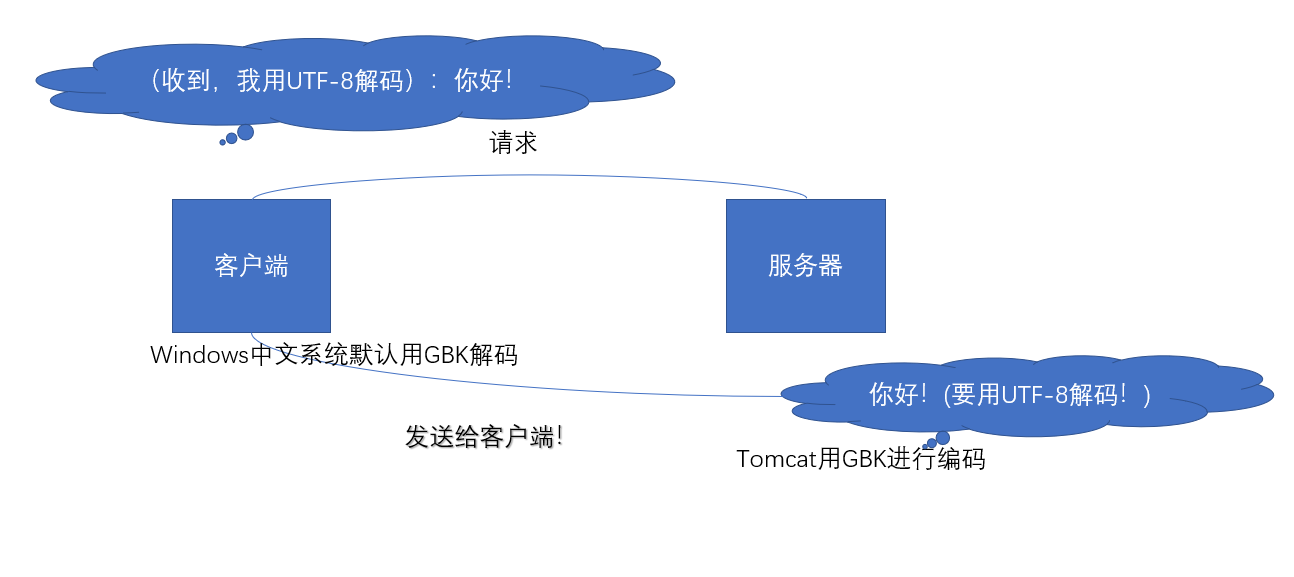 （收到，我用UTF-8解码）：你好！
请求
客户端
服务器
Windows中文系统默认用GBK解码
你好！(要用UTF-8解码！)
发送给客户端！
Tomcat用GBK进行编码